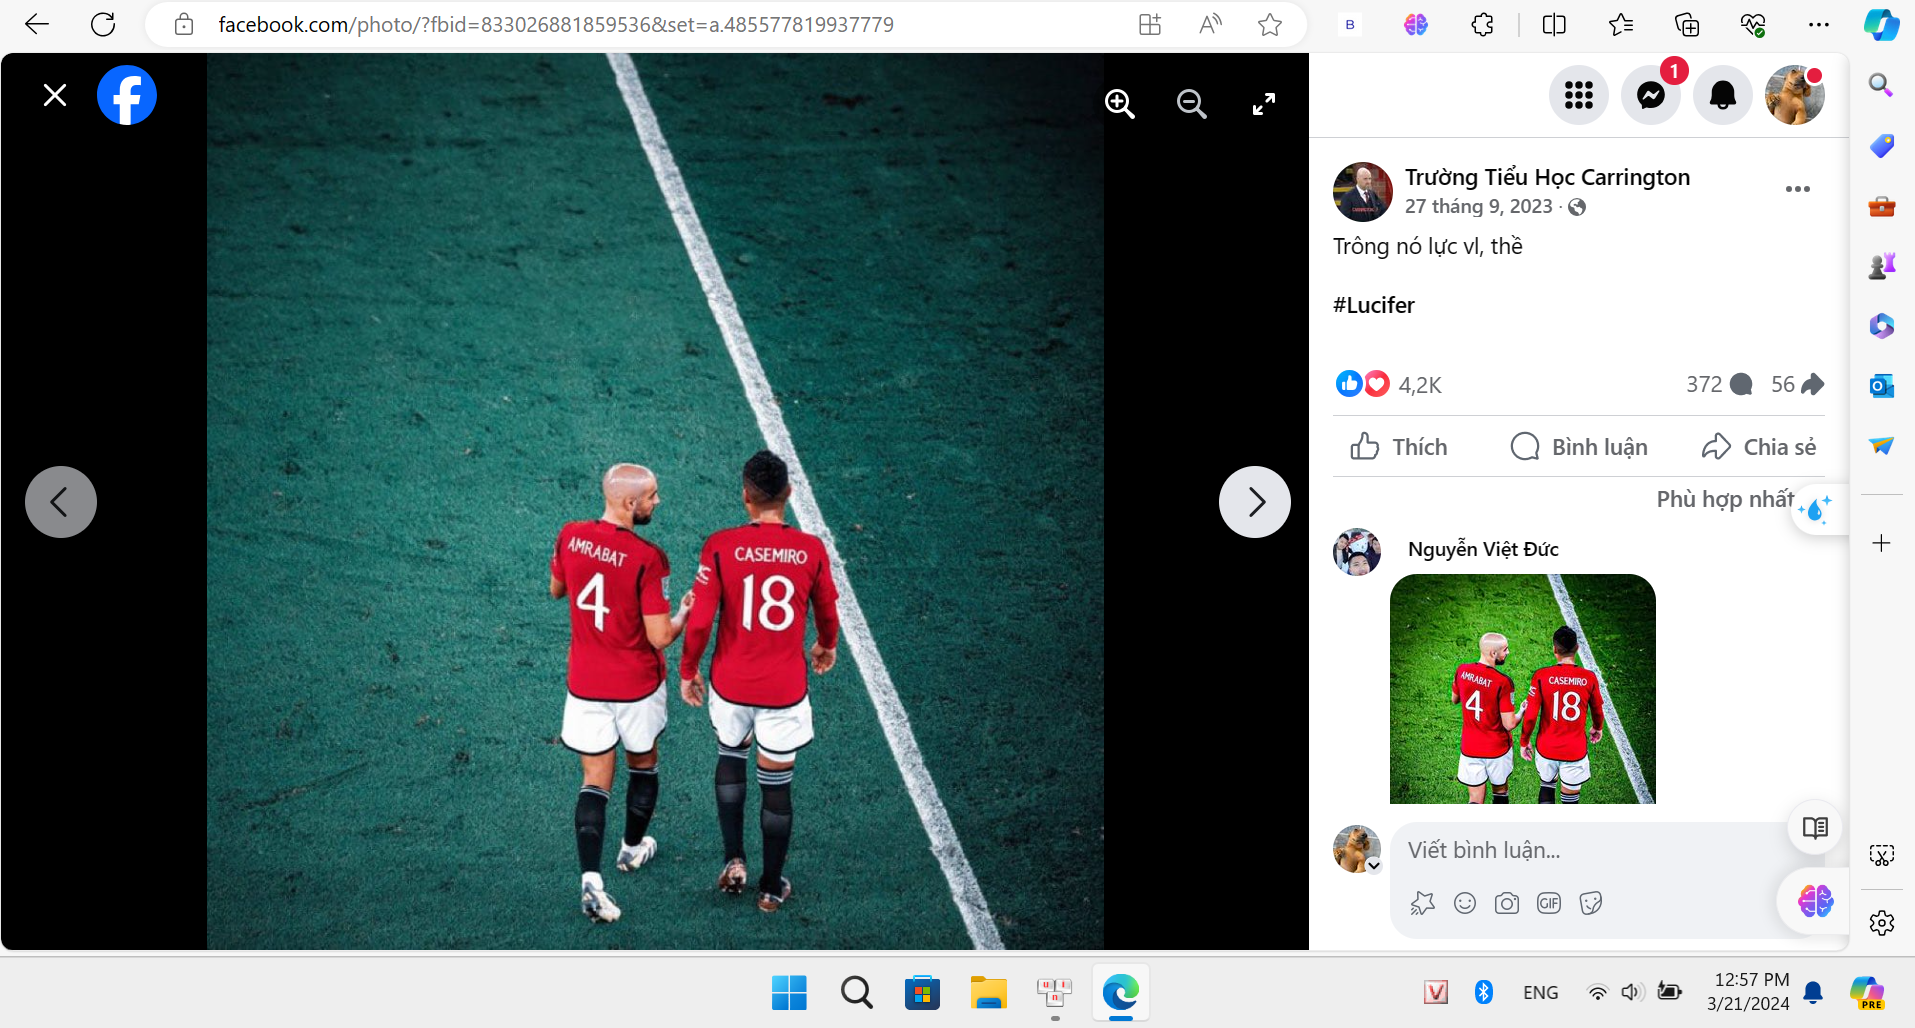 facebook.com/photo/?fbid=833026881859536&set=a.485577819937779
B
1
Trường Tiểu Học Carrington
27 tháng 9, 2023 ·
Trông nó lực vl, thề
#Lucifer
4,2K
372
56
Thích
Bình luận
Chia sẻ
Phù hợp nhất
Nguyễn Việt Đức
AMRABAT
4
CASEMIRO
18
AMRABAT
4
CASEMIRO
18
Viết bình luận...
GIF
ENG
12:57 PM
3/21/2024
PRE